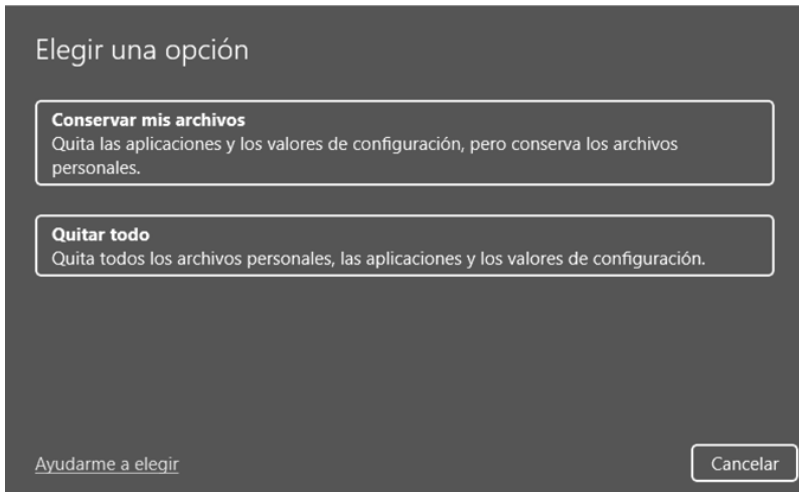 Elegir una opción
Conservar mis archivos
Quita las aplicaciones y los valores de configuración, pero conserva los archivos
personales.
Quitar todo
Quita todos los archivos personales, las aplicaciones y los valores de configuración.
Ayudarme a elegir
Cancelar